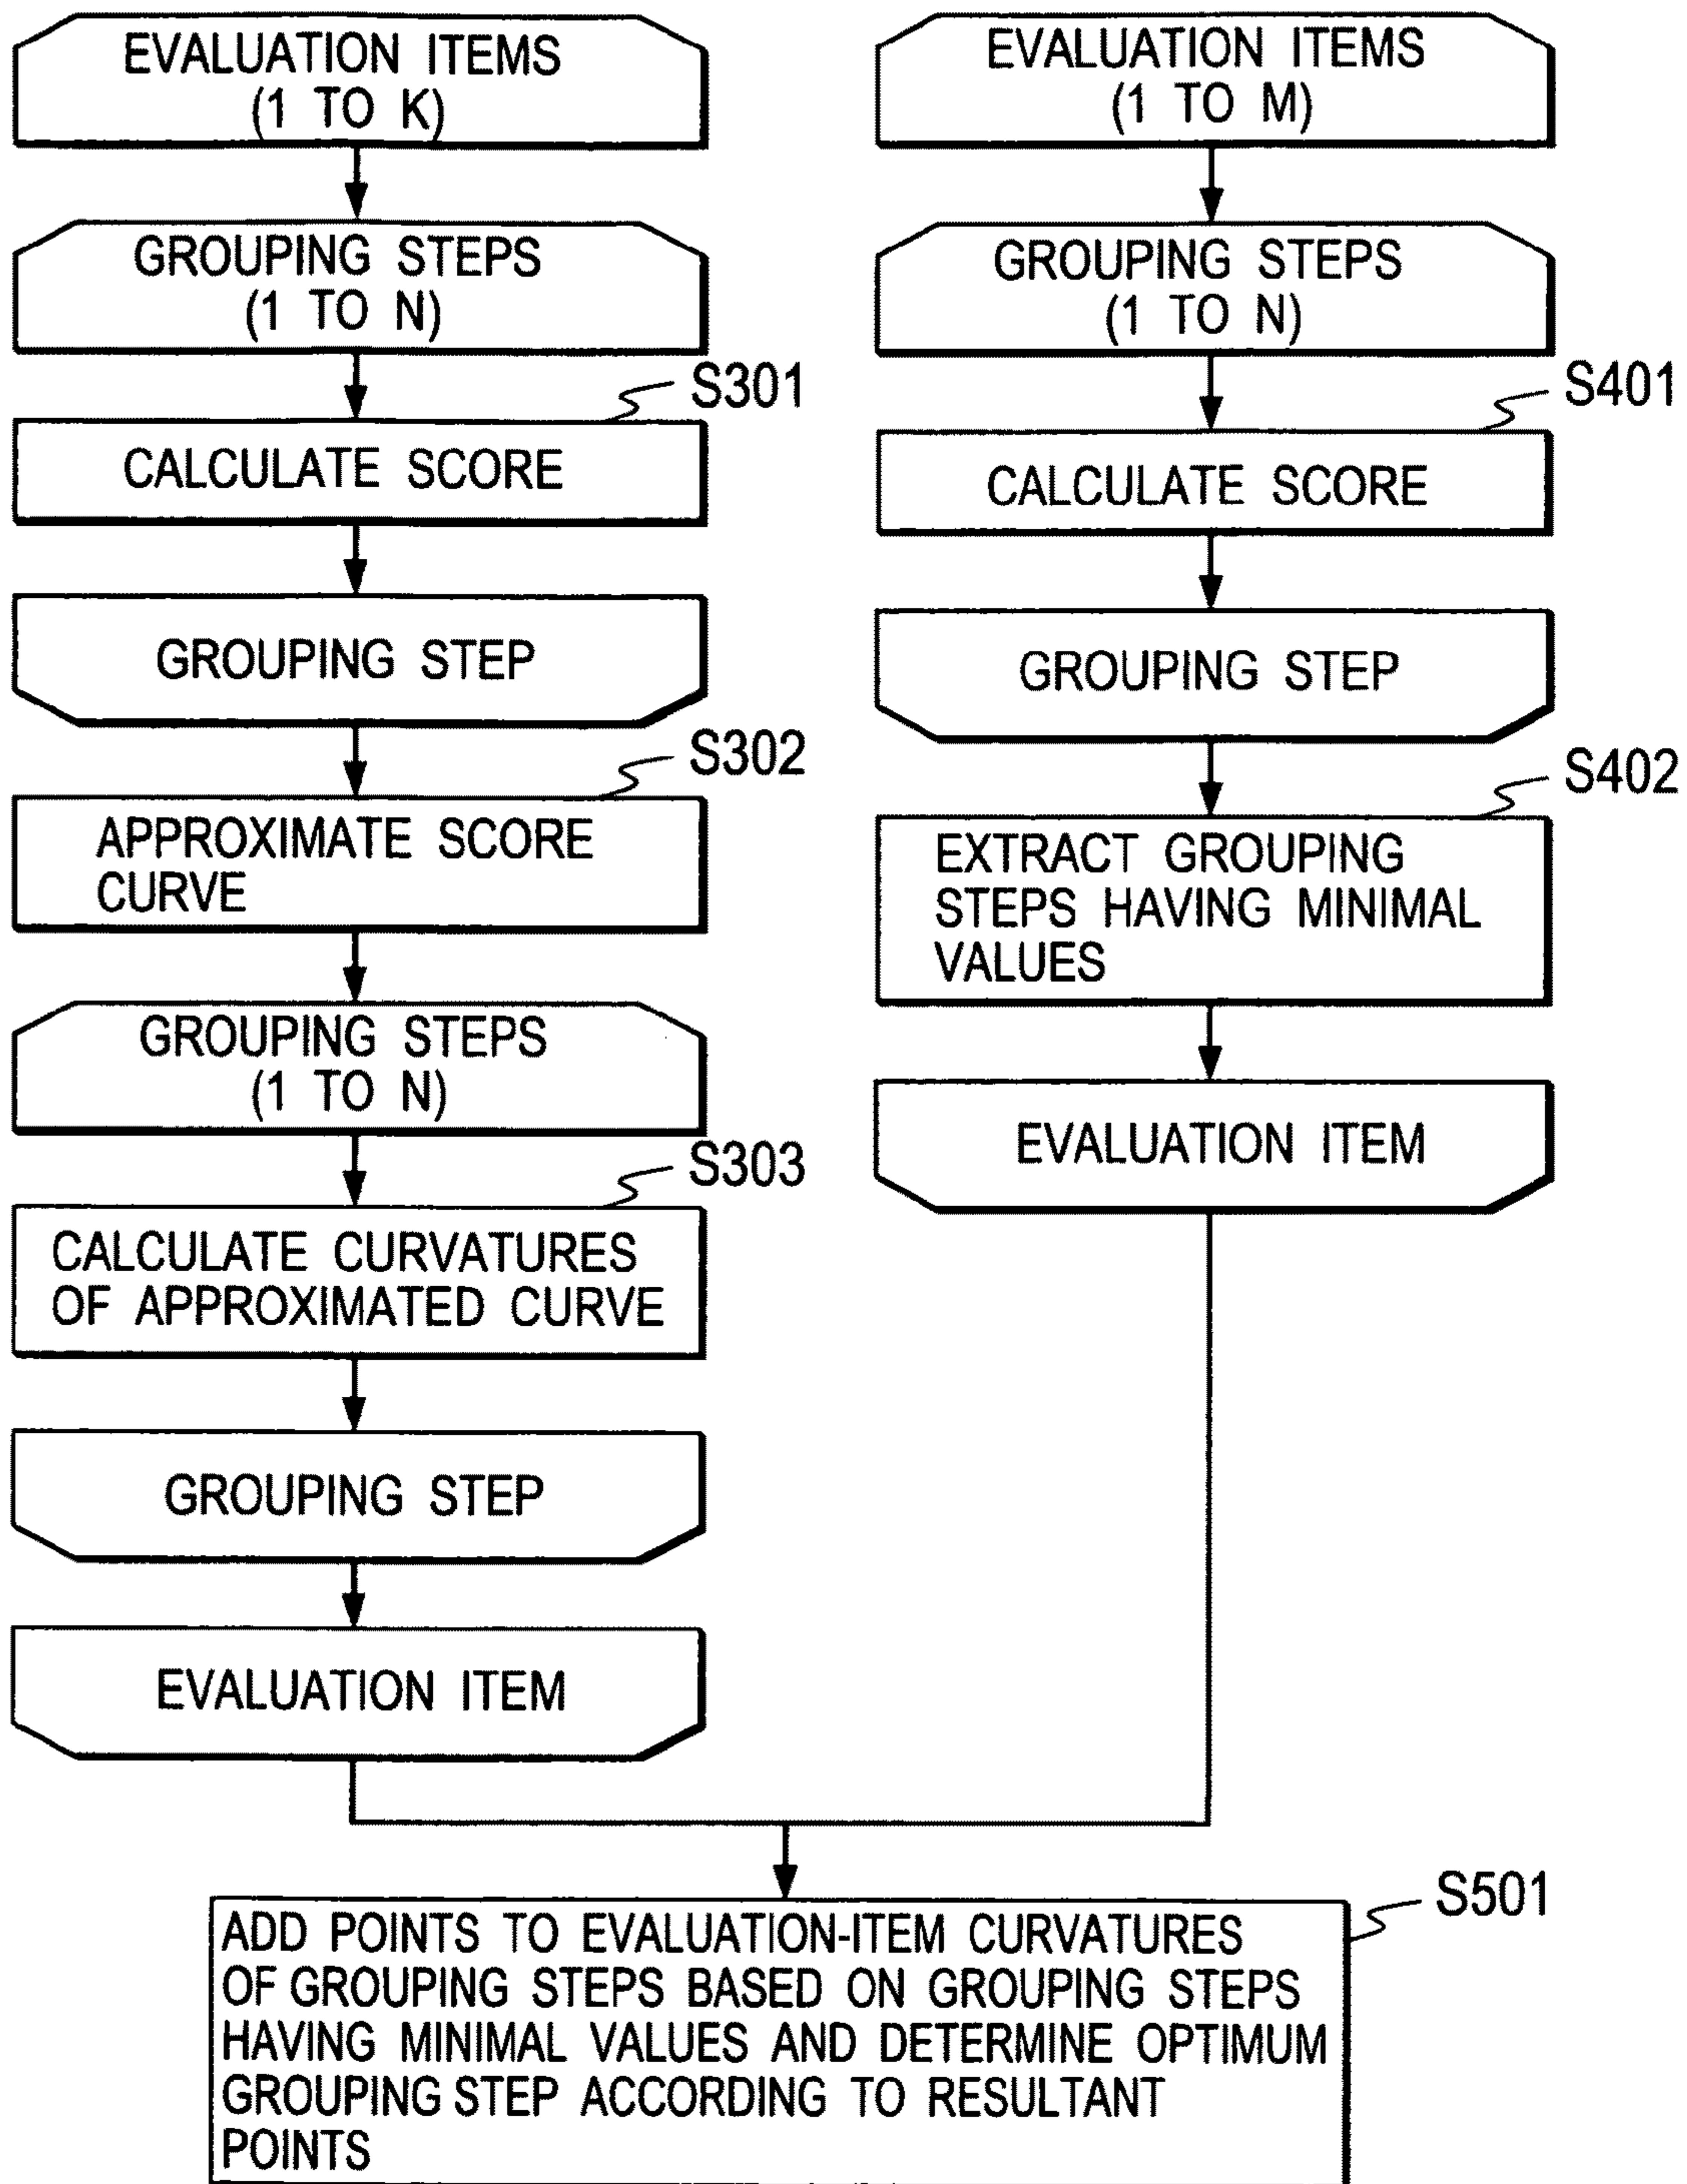 EVALUATION ITEMS
(1 TO K)
GROUPING STEPS
(1 TO N)
S301
CALCULATE SCORE
GROUPING STEP
S302
APPROXIMATE SCORE
CURVE
GROUPING STEPS
(1 TO N)
S303
CALCULATE CURVATURES
OF APPROXIMATED CURVE
GROUPING STEP
EVALUATION ITEM
EVALUATION ITEMS
(1 TO M)
GROUPING STEPS
(1 TO N)
S401
CALCULATE SCORE
GROUPING STEP
S402
EXTRACT GROUPING
STEPS HAVING MINIMAL
VALUES
EVALUATION ITEM
S501
ADD POINTS TO EVALUATION-ITEM CURVATURES
OF GROUPING STEPS BASED ON GROUPING STEPS
HAVING MINIMAL VALUES AND DETERMINE OPTIMUM
GROUPING STEP ACCORDING TO RESULTANT
POINTS